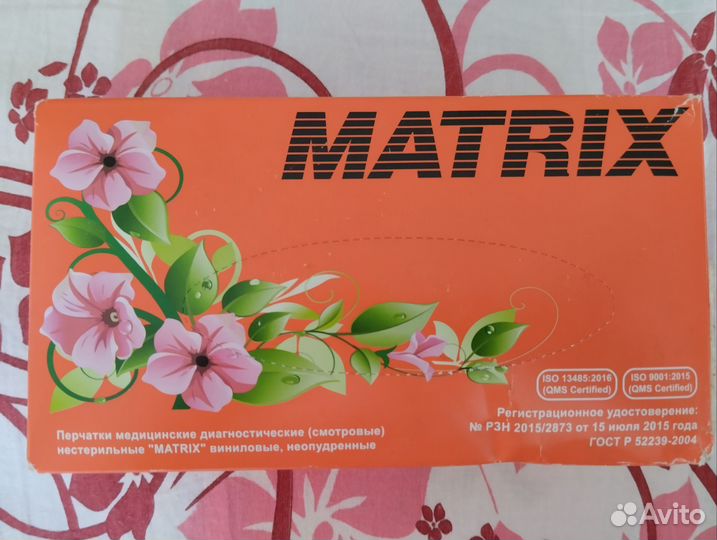 MATRIX
ISO 13485:2016
(QMS Certified)
ISO 9001:2015
(QMS Certified)
Регистрационное удостоверение:
№ РЗН 2015/2873 от 15 июля 2015 года
ГОСТ Р 52239-2004
Перчатки медицинские диагностические (смотровые)
нестерильные "MATRIX" виниловые, неопудренные
Avito